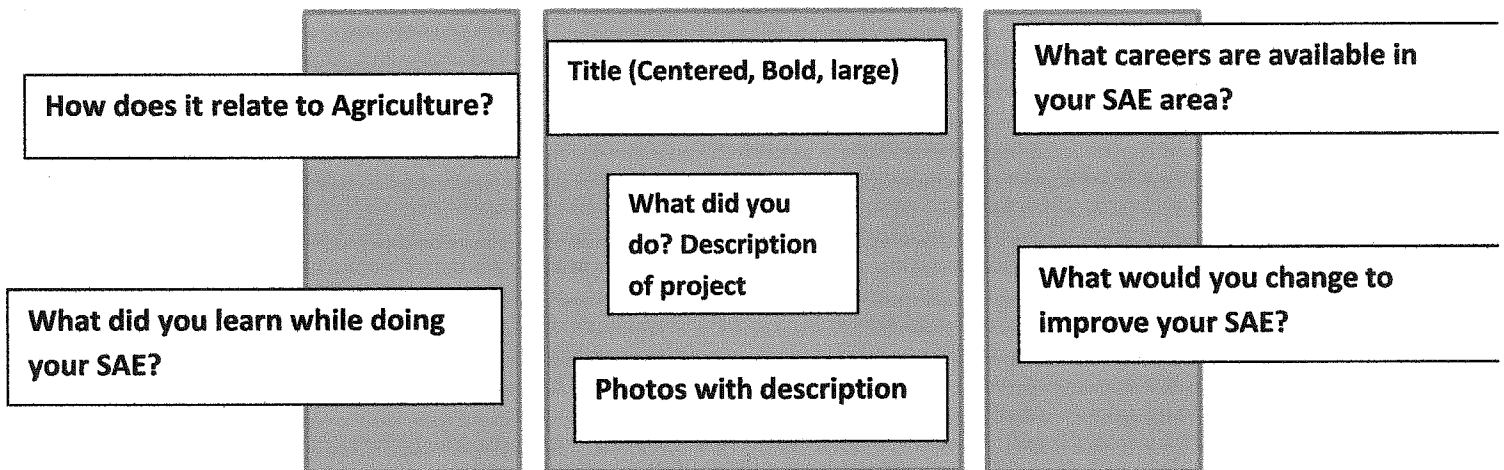 How does it relate to Agriculture?
What did you learn while doing
your SAE?
Title (Centered, Bold, large)
What did you
do? Description
of project
Photos with description
What careers are available in
your SAE area?
What would you change to
improve your SAE?